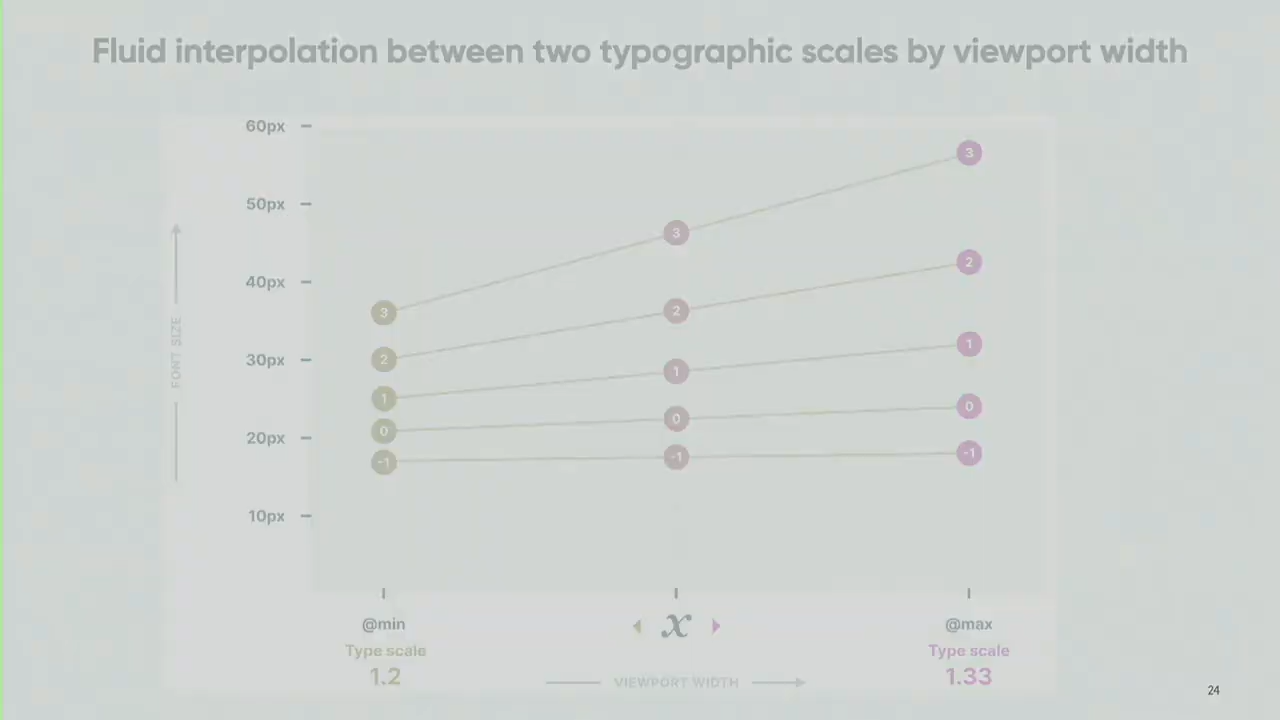 Fluid interpolation between two typographic scales by viewport width
60px
50px
40px
30px
20px
10px
FONT SIZE
3
3
3
2
2
2
1
1
1
0
0
0
-1
-1
-1
@min
x
@max
Type scale
Type scale
1.2
1.33
VIEWPORT WIDTH
24